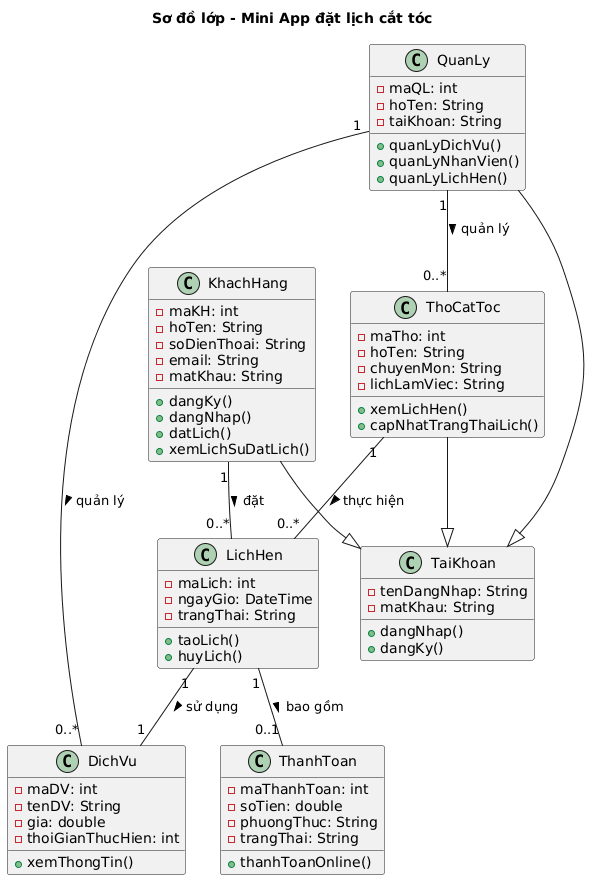 Sơ đồ lớp - Mini App đặt lịch cắt tóc
C QuanLy
maQL: int
hoTen: String
taiKhoan: String
quanLyDichVu()
quanLyNhanVien()
quanLyLichHen()
1
1
quản lý
0..*
C KhachHang
maKH: int
hoTen: String
soDienThoai: String
email: String
matKhau: String
dangKy()
dangNhap()
datLich()
xemLichSuDatLich()
C ThoCatToc
maTho: int
hoTen: String
chuyenMon: String
lichLamViec: String
xemLichHen()
capNhatTrangThaiLich()
quản lý
1
đặt
0..*
1
thực hiện
0..*
C LichHen
maLich: int
ngayGio: DateTime
trangThai: String
taoLich()
huyLich()
C TaiKhoan
tenDangNhap: String
matKhau: String
dangNhap()
dangKy()
1
sử dụng
1
1
bao gồm
0..1
0..*
C DichVu
maDV: int
tenDV: String
gia: double
thoiGianThucHien: int
xemThongTin()
C ThanhToan
maThanhToan: int
soTien: double
phuongThuc: String
trangThai: String
thanhToanOnline()